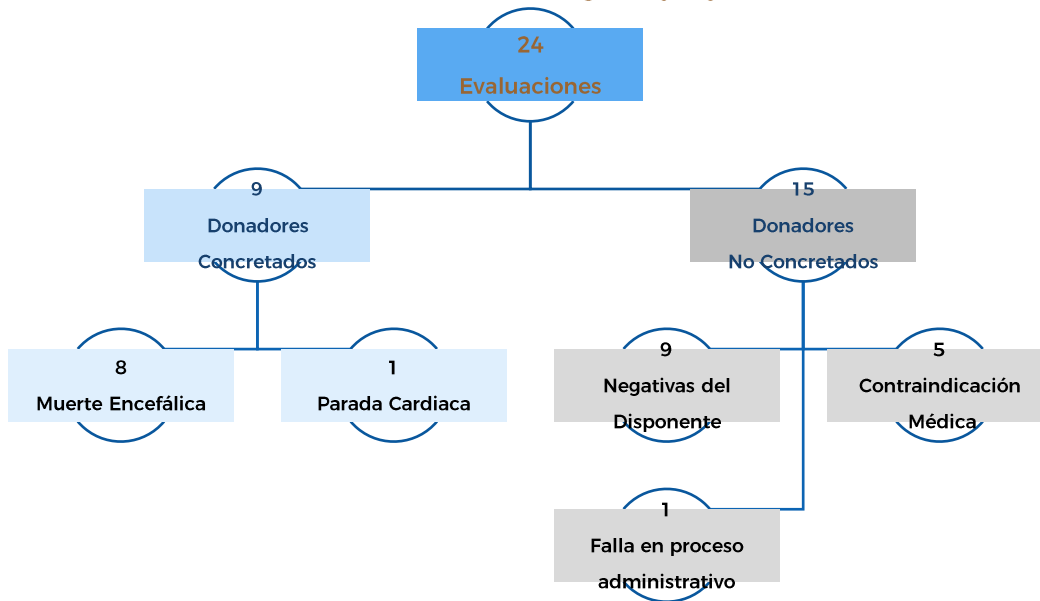 24
Evaluaciones
9
Donadores
Concretados
15
Donadores
No Concretados
8
Muerte Encefálica
1
Parada Cardiaca
9
Negativas del
Disponente
5
Contraindicación
Médica
1
Falla en proceso
administrativo